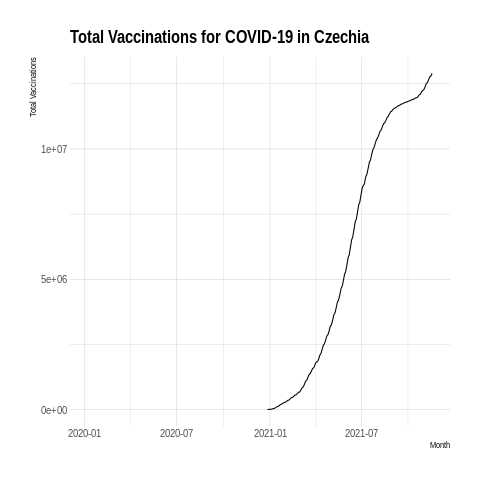 Total Vaccinations for COVID-19 in Czechia
Total Vaccinations
1e+07
5e+06
0e+00
2020-01
2020-07
2021-01
2021-07
Month